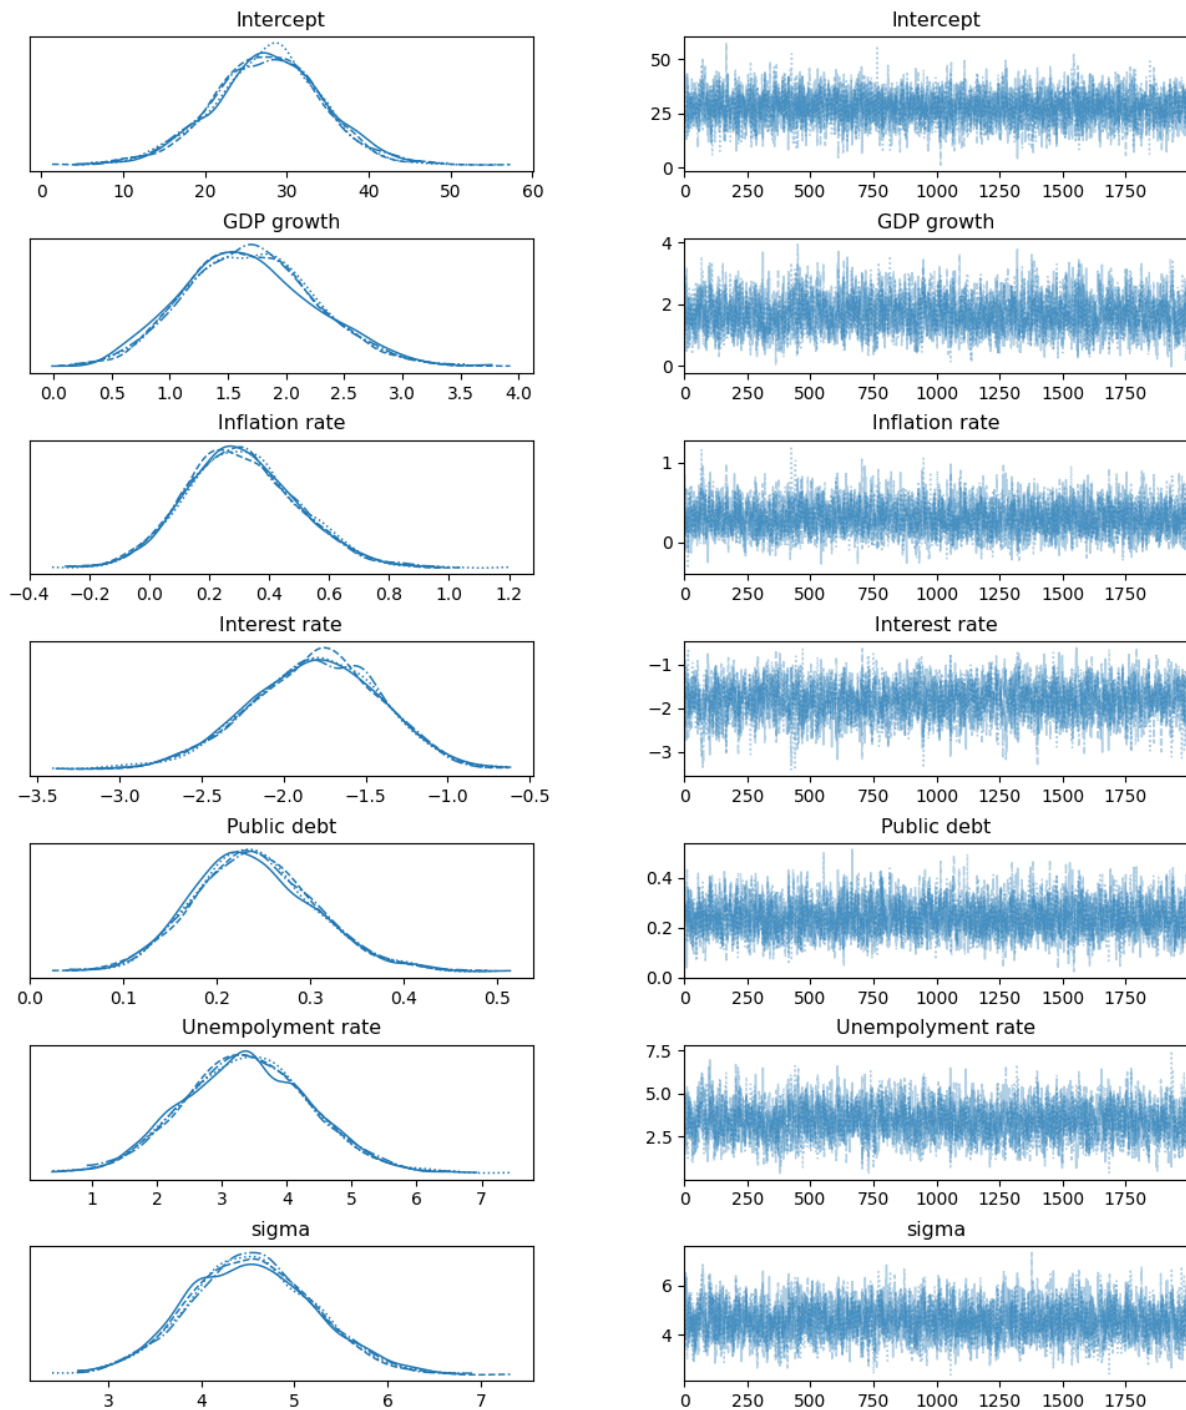 Intercept Intercept
50
25
0
0 10 20 30 40 50 60 0 250 500 750 1000 1250 1500 1750
GDP growth GDP growth
4
2
0
0.0 0.5 1.0 1.5 2.0 2.5 3.0 3.5 4.0 0 250 500 750 1000 1250 1500 1750
Inflation rate Inflation rate
1
0
−0.4 −0.2 0.0 0.2 0.4 0.6 0.8 1.0 1.2 0 250 500 750 1000 1250 1500 1750
Interest rate Interest rate
−1
−2
−3
−3.5 −3.0 −2.5 −2.0 −1.5 −1.0 −0.5 0 250 500 750 1000 1250 1500 1750
Public debt Public debt
0.4
0.2
0.0
0.0 0.1 0.2 0.3 0.4 0.5 0 250 500 750 1000 1250 1500 1750
Unempolyment rate Unempolyment rate
7.5
5.0
2.5
1 2 3 4 5 6 7 0 250 500 750 1000 1250 1500 1750
sigma sigma
6
4
3 4 5 6 7 0 250 500 750 1000 1250 1500 1750